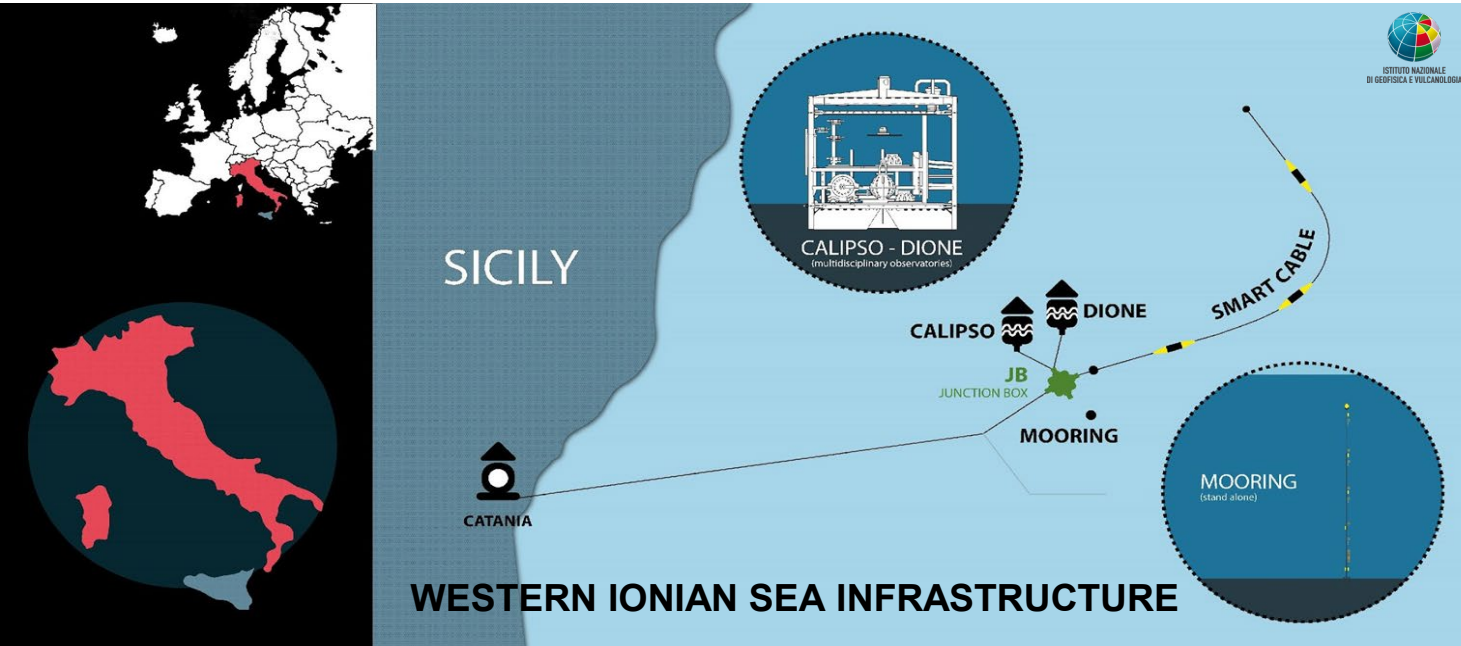 ISTITUTO NAZIONALE
DI GEOFISICA E VULCANOLOGIA
SICILY
CALIPSO - DIONE
(multidisciplinary observatories)
SMART CABLE
DIONE
CALIPSO
JB
JUNCTION BOX
MOORING
MOORING
(stand alone)
CATANIA
WESTERN IONIAN SEA INFRASTRUCTURE